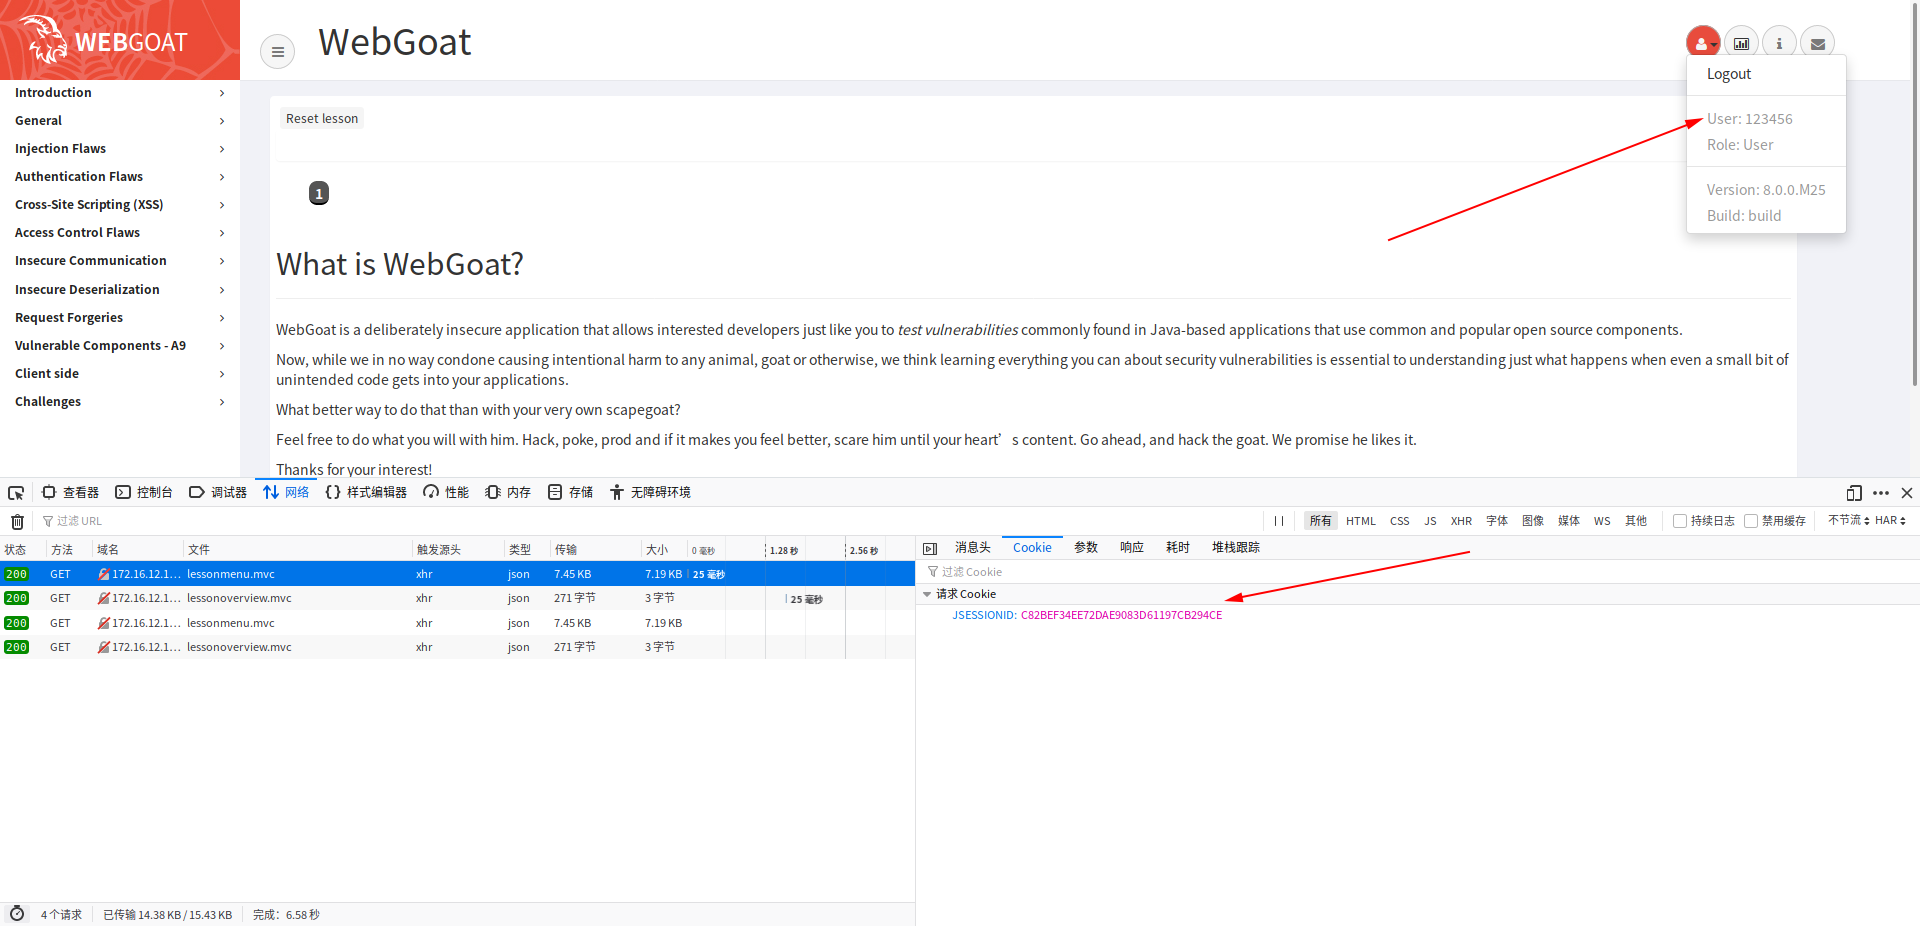 WEBGOAT
WebGoat
Logout
User: 123456
Role: User
Version: 8.0.0.M25
Build: build
Introduction
General
Injection Flaws
Authentication Flaws
Cross-Site Scripting (XSS)
Access Control Flaws
Insecure Communication
Insecure Deserialization
Request Forgeries
Vulnerable Components - A9
Client side
Challenges
Reset lesson
1
What is WebGoat?
WebGoat is a deliberately insecure application that allows interested developers just like you to test vulnerabilities commonly found in Java-based applications that use common and popular open source components.
Now, while we in no way condone causing intentional harm to any animal, goat or otherwise, we think learning everything you can about security vulnerabilities is essential to understanding just what happens when even a small bit of
unintended code gets into your applications.
What better way to do that than with your very own scapegoat?
Feel free to do what you will with him. Hack, poke, prod and if it makes you feel better, scare him until your heart’s content. Go ahead, and hack the goat. We promise he likes it.
Thanks for your interest!
查看器 控制台 调试器 网络 样式编辑器 性能 内存 存储 无障碍环境
过滤 URL 所有 HTML CSS JS XHR 字体 图像 媒体 WS 其他 持续日志 禁用缓存 不节流 HAR
状态 方法 域名 文件 触发源头 类型 传输 大小 0 毫秒 1.28 秒 2.56 秒
200 GET 172.16.12.1… lessonmenu.mvc xhr json 7.45 KB 7.19 KB 25 毫秒
200 GET 172.16.12.1… lessonoverview.mvc xhr json 271 字节 3 字节 25 毫秒
200 GET 172.16.12.1… lessonmenu.mvc xhr json 7.45 KB 7.19 KB
200 GET 172.16.12.1… lessonoverview.mvc xhr json 271 字节 3 字节
消息头 Cookie 参数 响应 耗时 堆栈跟踪
过滤 Cookie
请求 Cookie
JSESSIONID: C82BEF34EE72DAE9083D61197CB294CE
4 个请求 已传输 14.38 KB / 15.43 KB 完成：6.58 秒